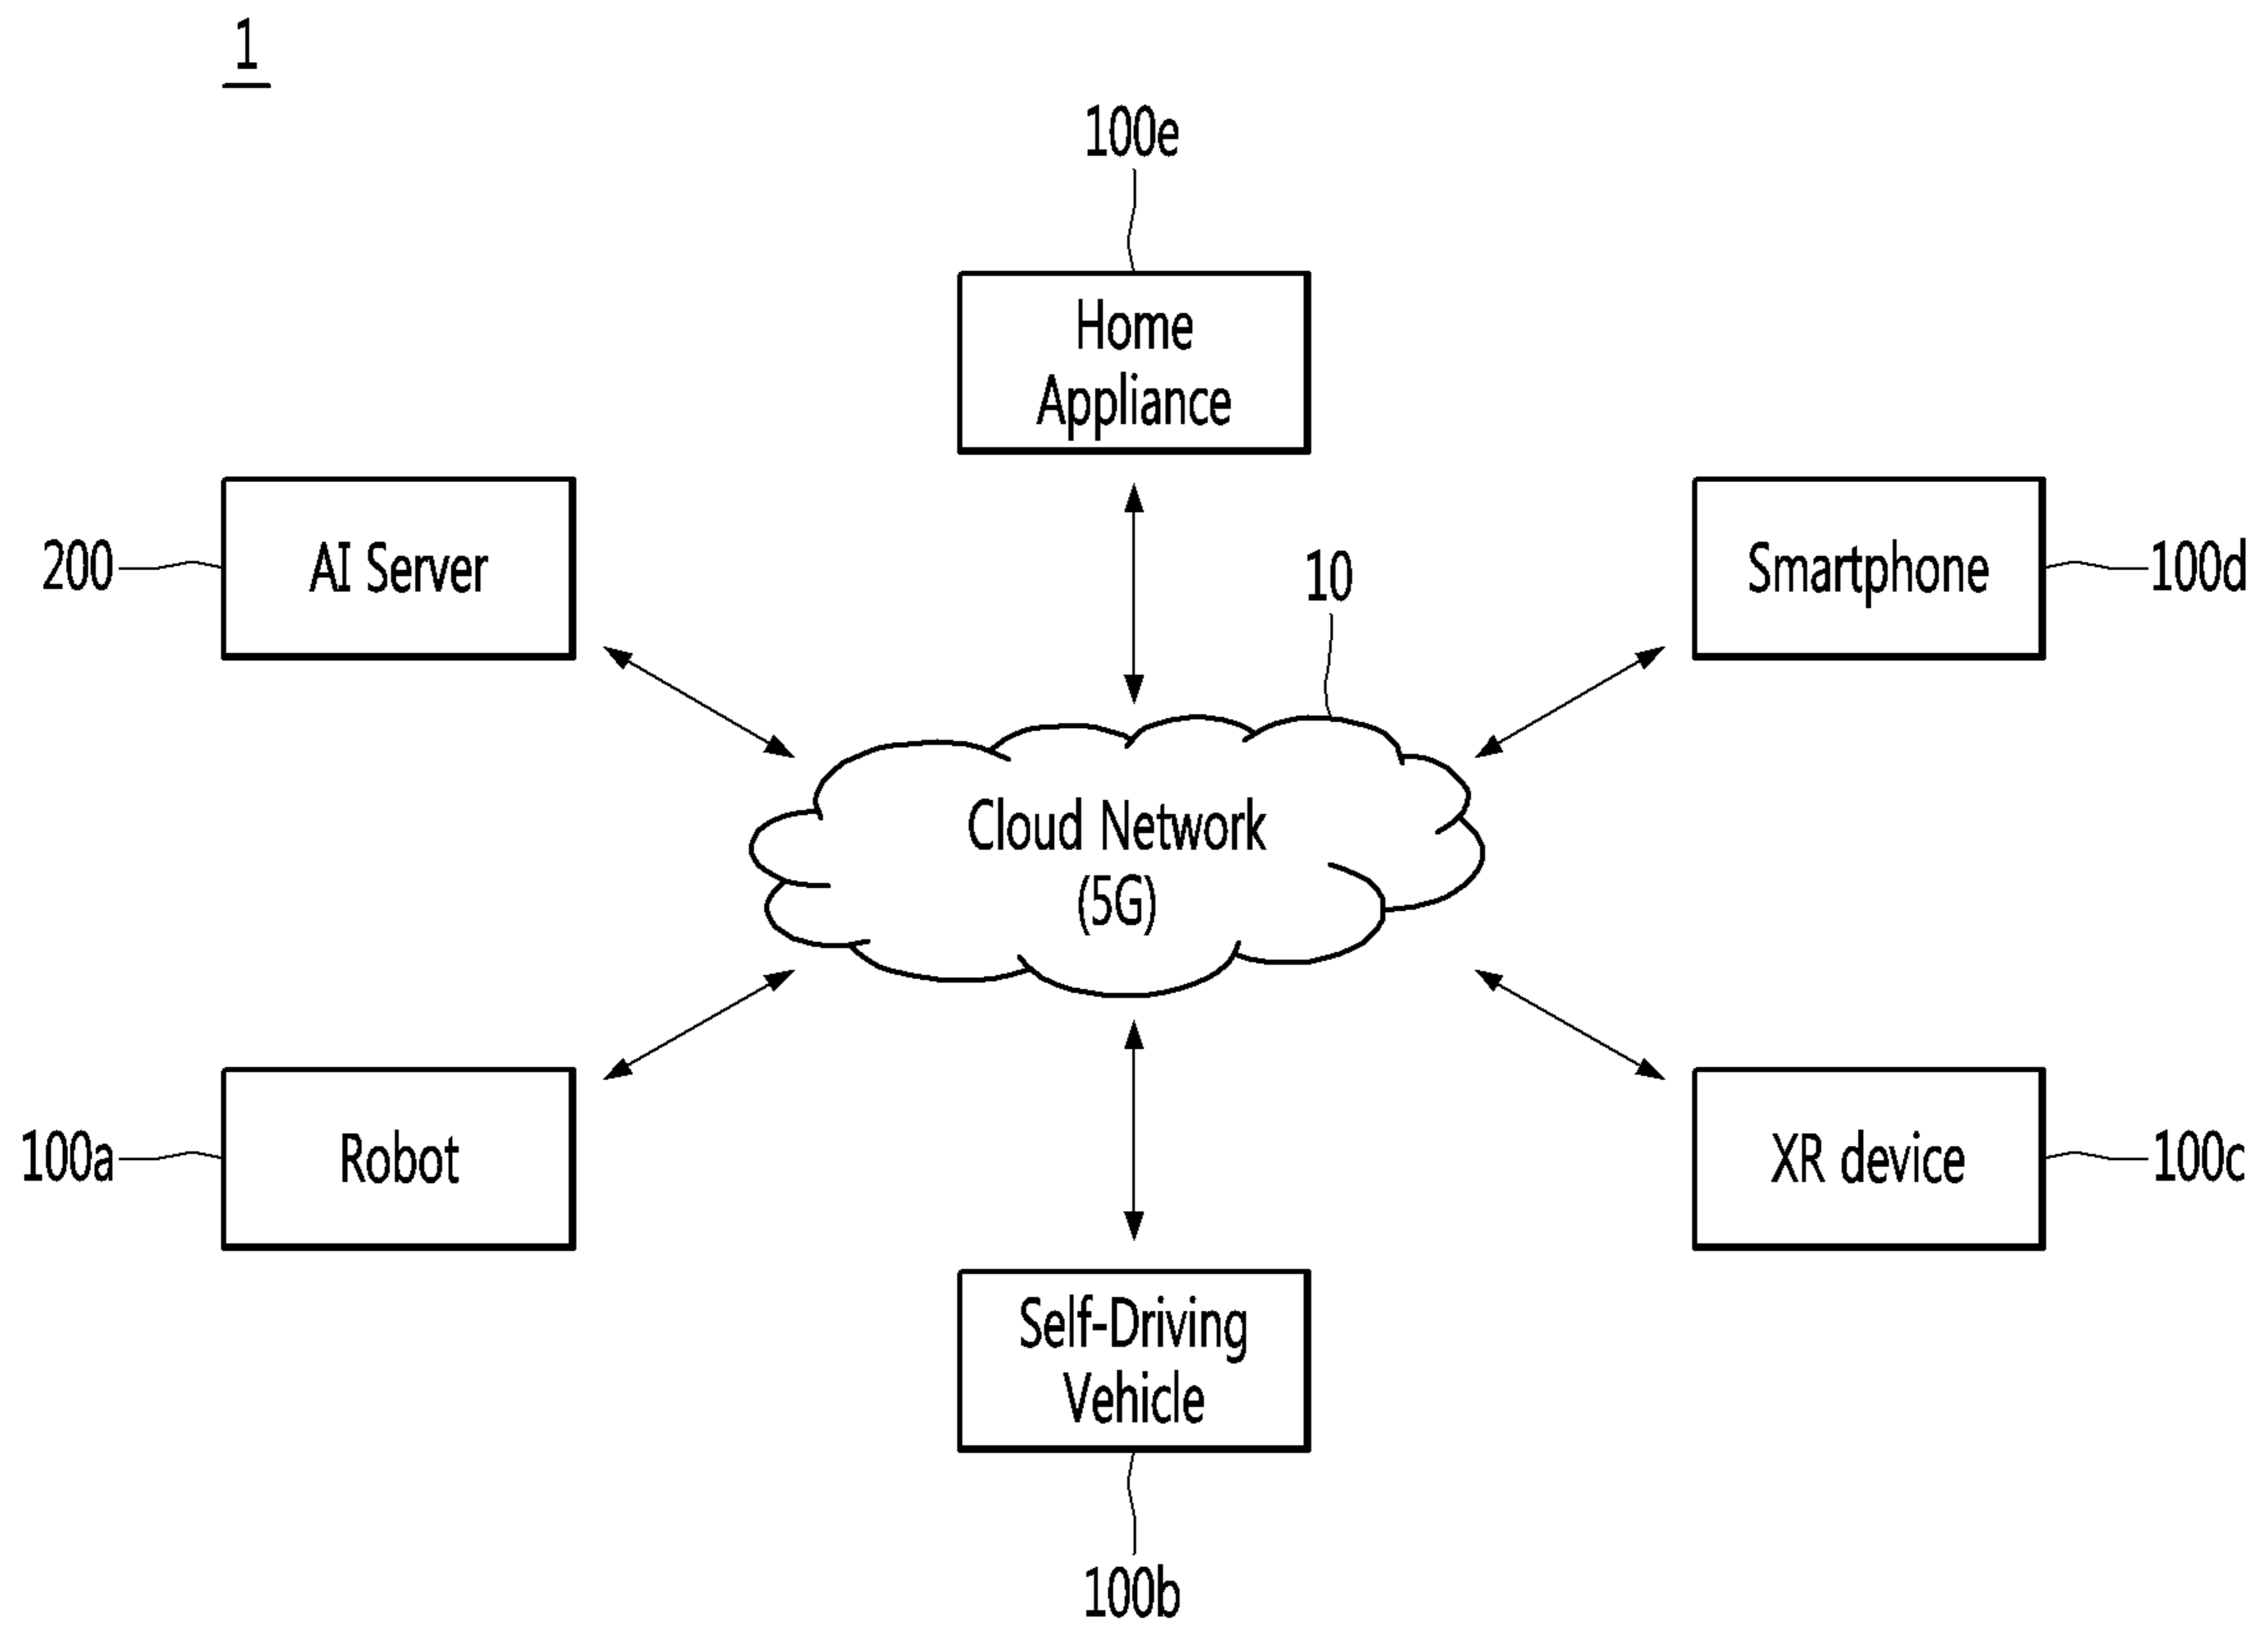 1
100e
Home
Appliance
200
AI Server
Smartphone
100d
10
Cloud Network
(5G)
100a
Robot
XR device
100c
Self-Driving
Vehicle
100b